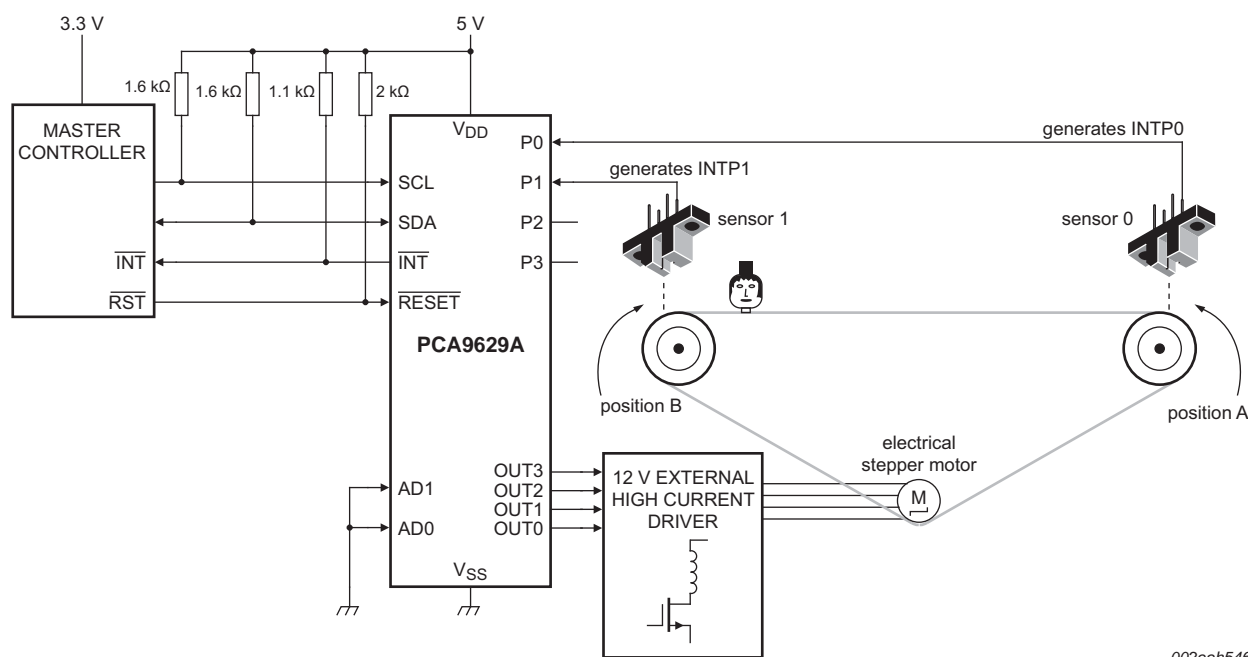 3.3 V
5 V
1.6 kΩ
1.6 kΩ
1.1 kΩ
2 kΩ
MASTER
CONTROLLER
INT
RST
VDD
SCL
SDA
INT
RESET
PCA9629A
P0
P1
P2
P3
generates INTP0
generates INTP1
sensor 1
sensor 0
position B
position A
electrical
stepper motor
M
AD1
AD0
OUT3
OUT2
OUT1
OUT0
VSS
12 V EXTERNAL
HIGH CURRENT
DRIVER